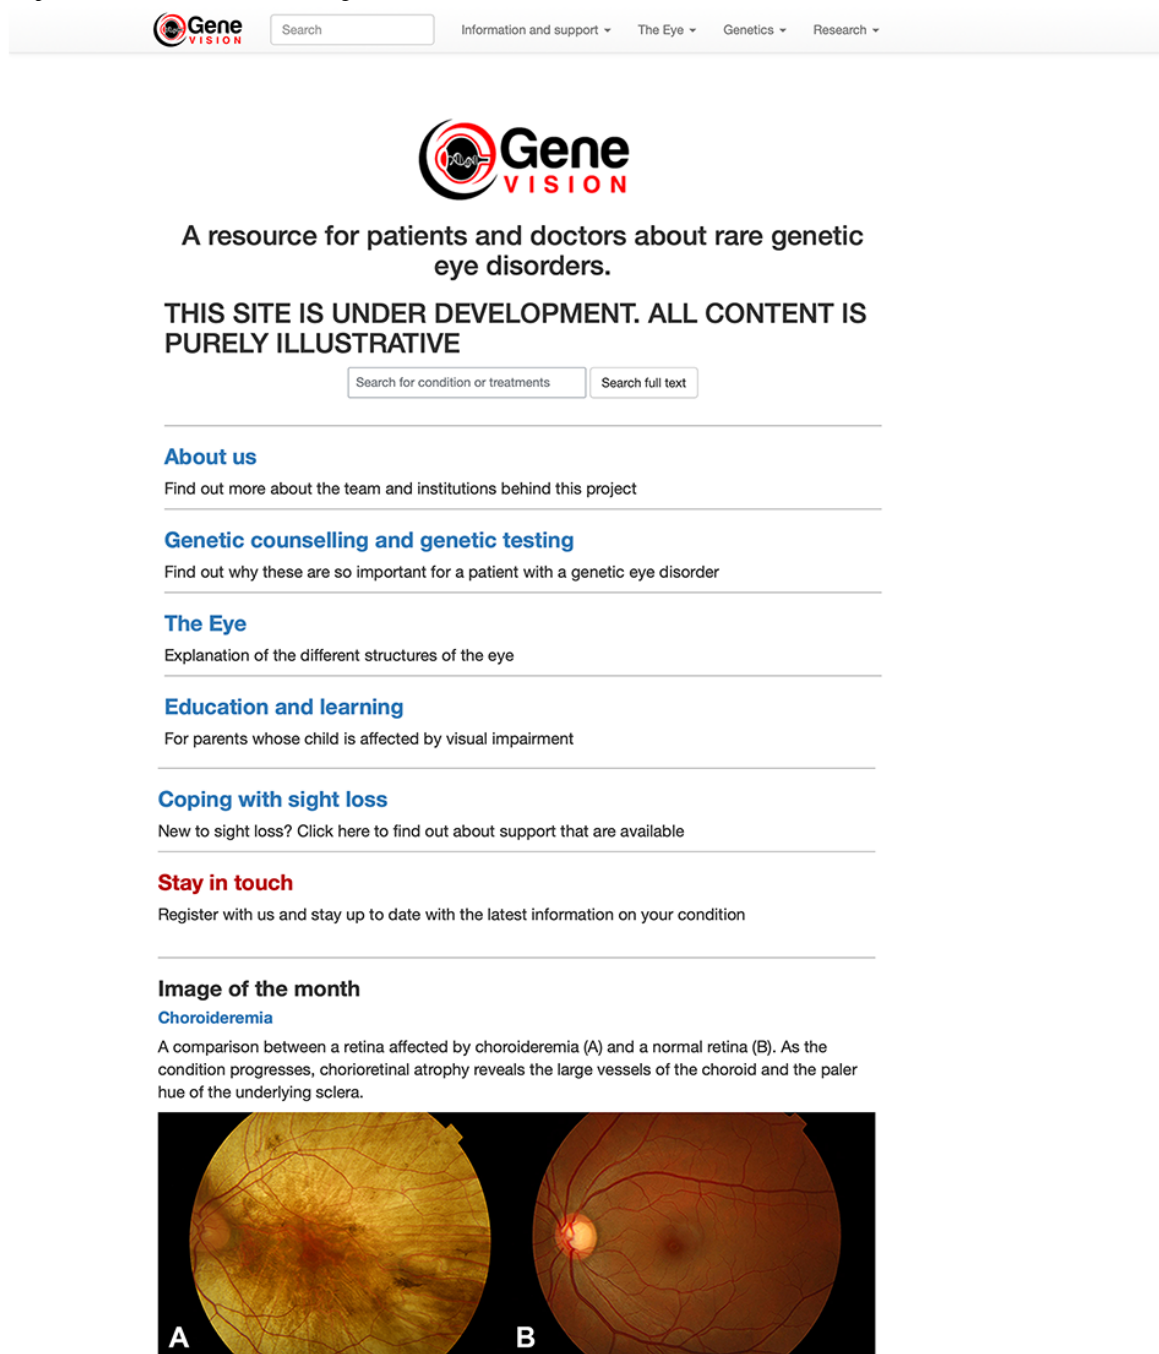 Gene
VISION
Search
Information and support
The Eye
Genetics
Research
Gene
VISION
A resource for patients and doctors about rare genetic
eye disorders.
THIS SITE IS UNDER DEVELOPMENT. ALL CONTENT IS
PURELY ILLUSTRATIVE
Search for condition or treatments
Search full text
About us
Find out more about the team and institutions behind this project
Genetic counselling and genetic testing
Find out why these are so important for a patient with a genetic eye disorder
The Eye
Explanation of the different structures of the eye
Education and learning
For parents whose child is affected by visual impairment
Coping with sight loss
New to sight loss? Click here to find out about support that are available
Stay in touch
Register with us and stay up to date with the latest information on your condition
Image of the month
Choroideremia
A comparison between a retina affected by choroideremia (A) and a normal retina (B). As the
condition progresses, chorioretinal atrophy reveals the large vessels of the choroid and the paler
hue of the underlying sclera.
A
B